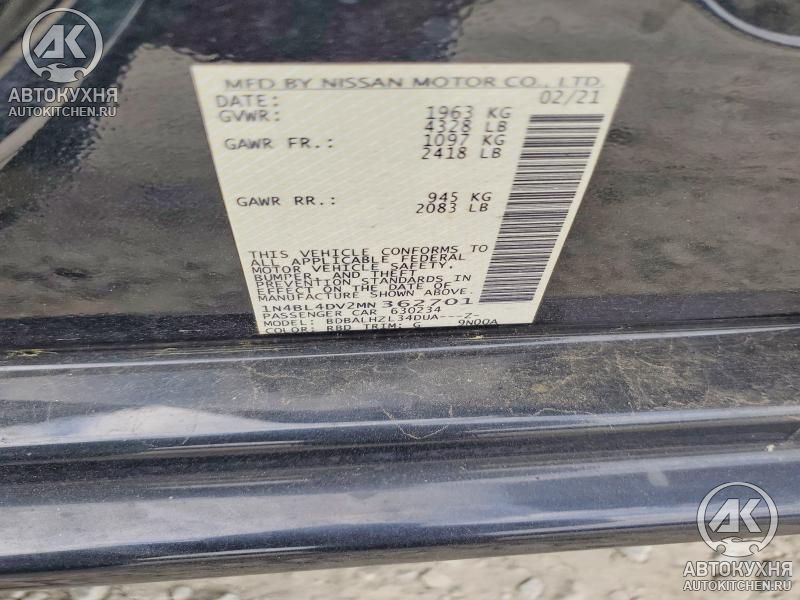 АК
АВТОКУХНЯ
AUTOKITCHEN.RU
MFD BY NISSAN MOTOR CO., LTD.
DATE: 02/21
GVWR: 1963 KG
4328 LB
GAWR FR.: 1097 KG
2418 LB
GAWR RR.: 945 KG
2083 LB
THIS VEHICLE CONFORMS TO
ALL APPLICABLE FEDERAL
MOTOR VEHICLE SAFETY,
BUMPER, AND THEFT
PREVENTION STANDARDS IN
EFFECT ON THE DATE OF
MANUFACTURE SHOWN ABOVE.
1N4BL4DV2MN362701
PASSENGER CAR 630234
MODEL: BDBALHZL34DUA----Z-
COLOR: RBD TRIM: G 9N00A
АК
АВТОКУХНЯ
AUTOKITCHEN.RU